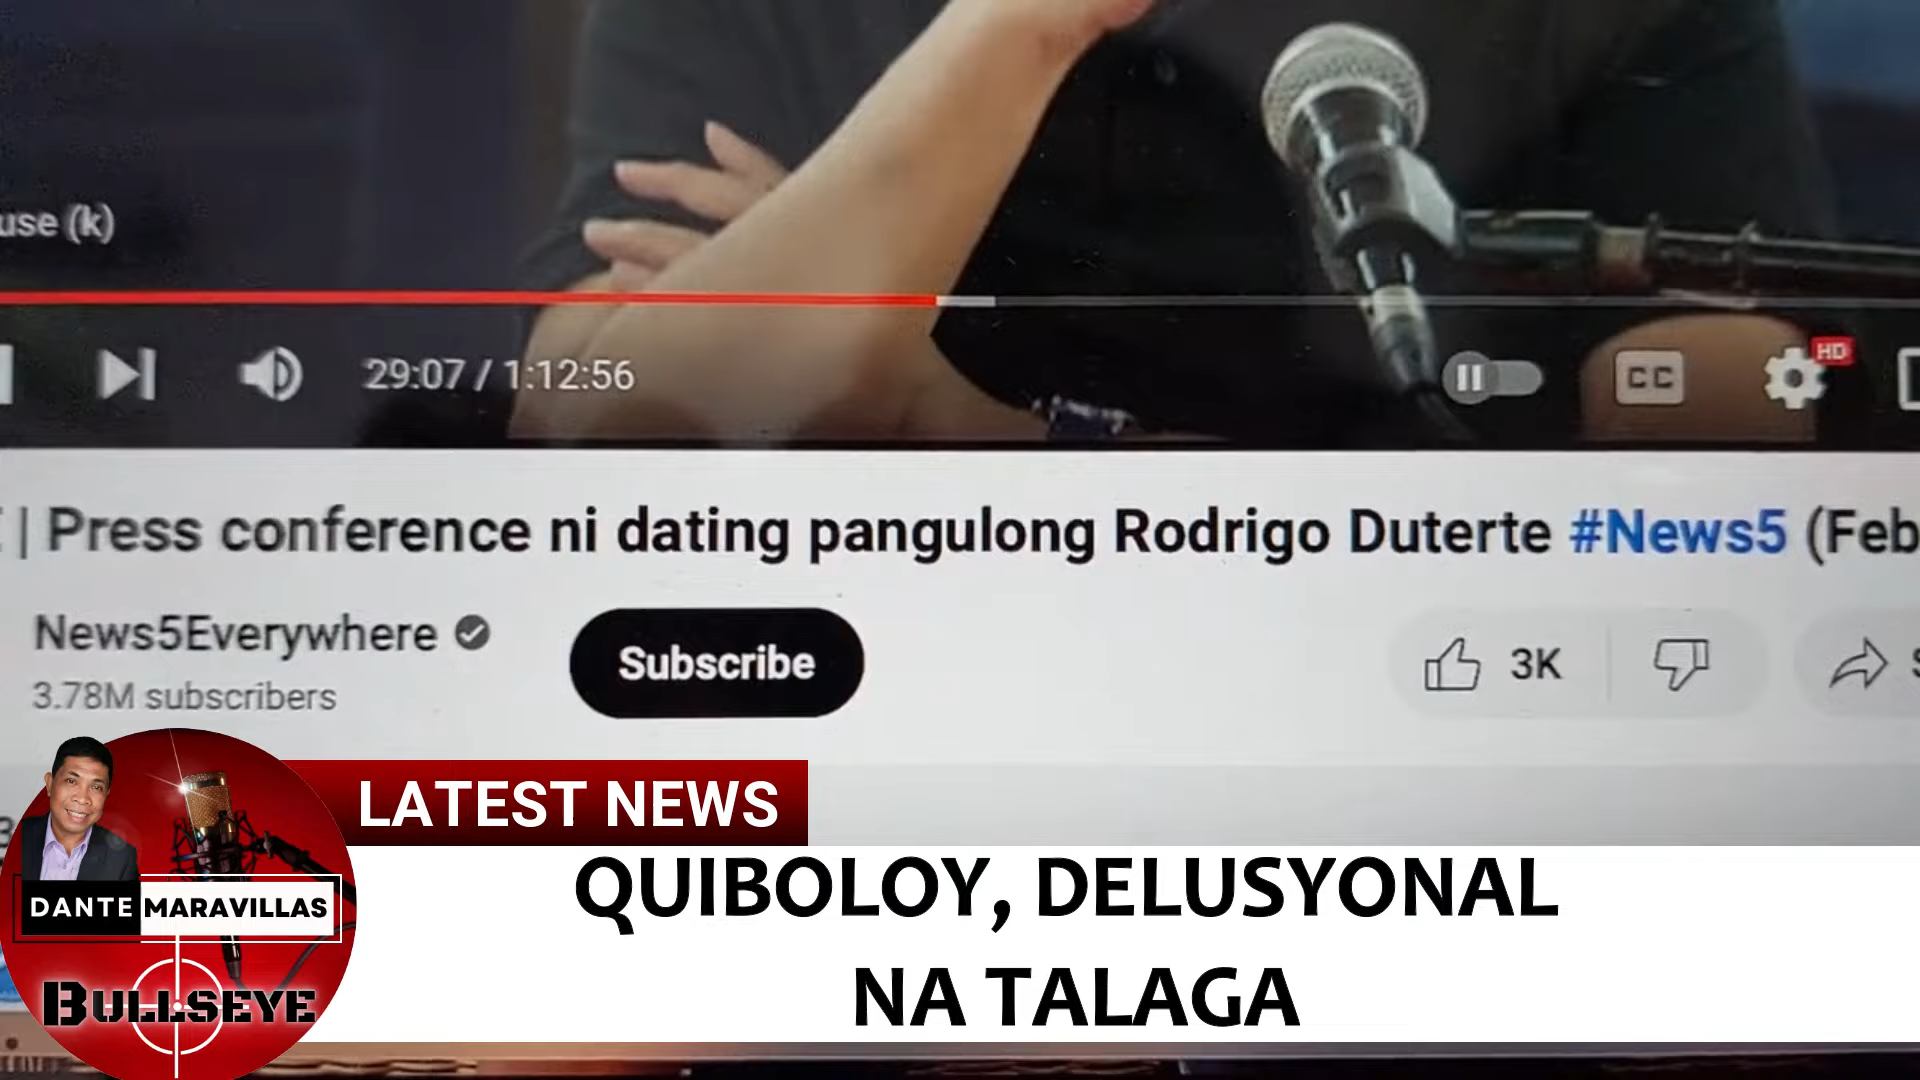 use (k)
29:07 / 1:12:56
CC
HD
| Press conference ni dating pangulong Rodrigo Duterte #News5 (Feb
News5Everywhere
3.78M subscribers
Subscribe
3K
LATEST NEWS
QUIBOLOY, DELUSYONAL
NA TALAGA
DANTE MARAVILLAS
BULLSEYE